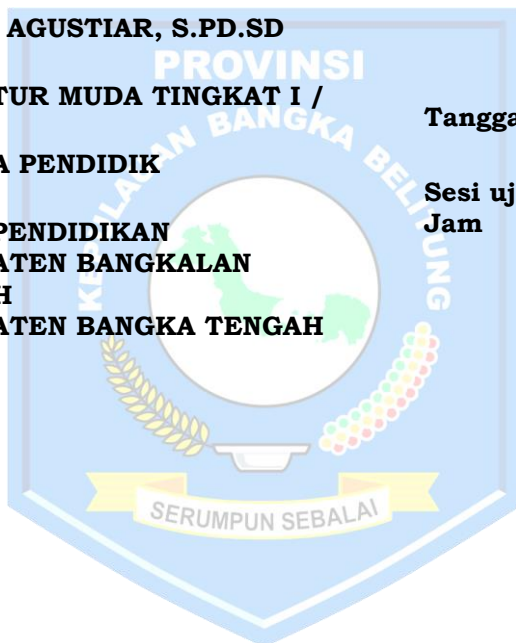 AGUSTIAR, S.PD.SD
PROVINSI
TUR MUDA TINGKAT I /
KEPULAUAN BANGKA BELITUNG
Tangga
A PENDIDIK
Sesi uj
PENDIDIKAN
Jam
ATEN BANGKALAN
H
ATEN BANGKA TENGAH
SERUMPUN SEBALAI